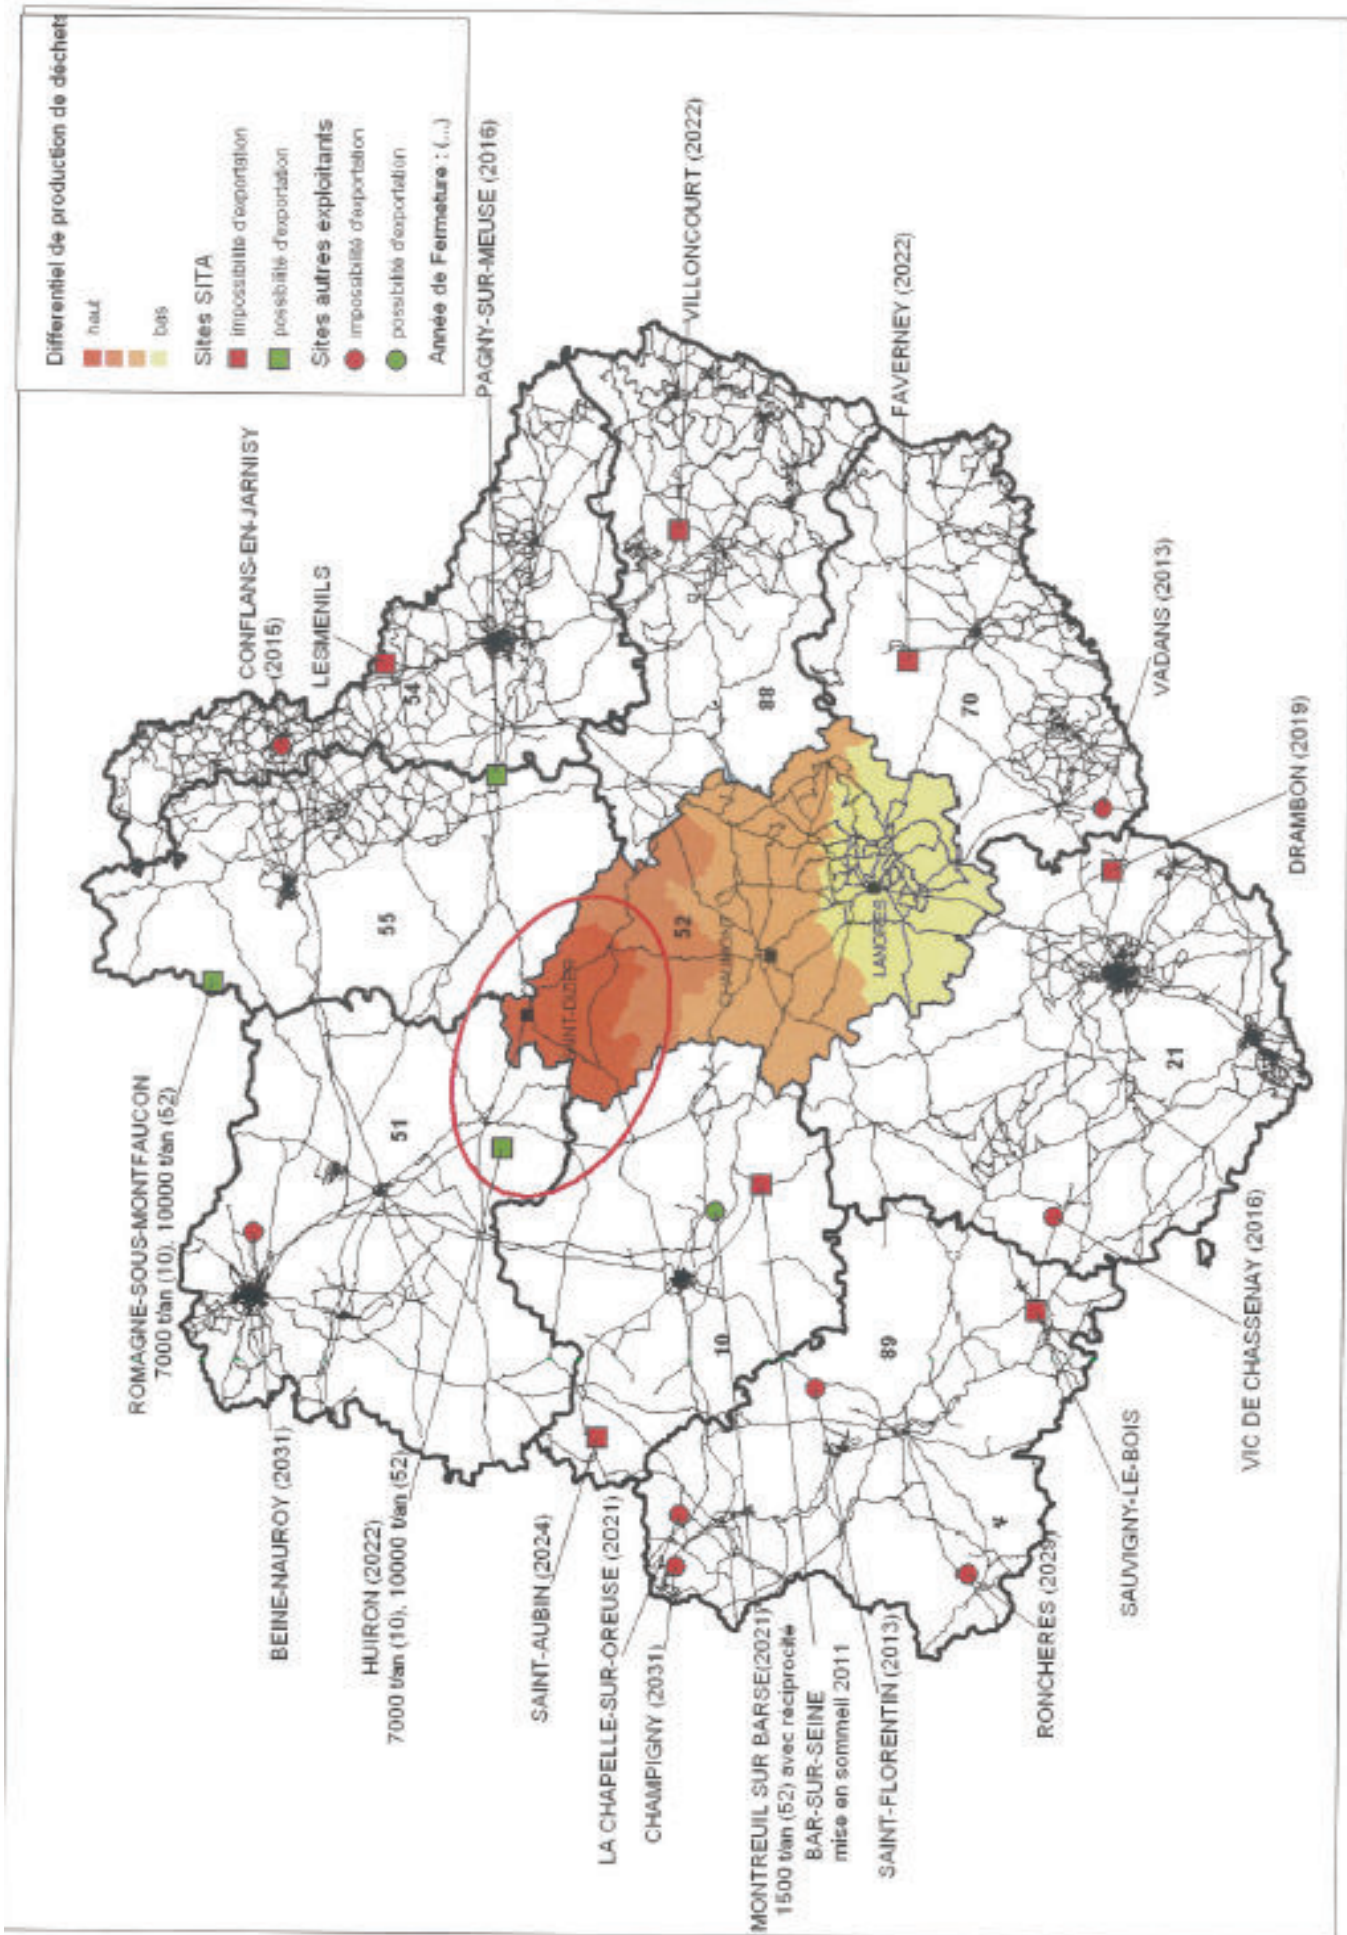 Differentiel de production de déchets
haut
bas
Sites SITA
impossibilité d'exportation
possibilité d'exportation
Sites autres exploitants
impossibilité d'exportation
possibilité d'exportation
Année de Fermeture : (...)
ROMAGNE-SOUS-MONTFAUCON
7000 t/an (10), 10000 t/an (52)
BEINE-NAUROY (2031)
HUIRON (2022)
7000 t/an (10), 10000 t/an (52)
SAINT-AUBIN (2024)
LA CHAPELLE-SUR-OREUSE (2021)
CHAMPIGNY (2031)
MONTREUIL SUR BARSE(2021)
1500 t/an (52) avec réciprocité
BAR-SUR-SEINE
mise en sommeil 2011
SAINT-FLORENTIN (2013)
RONCHERES (2029)
SAUVIGNY-LE-BOIS
VIC DE CHASSENAY (2016)
DRAMBON (2019)
VADANS (2013)
FAVERNEY (2022)
VILLONCOURT (2022)
PAGNY-SUR-MEUSE (2016)
LESMENILS
CONFLANS-EN-JARNISY
(2015)
51
55
54
88
52
10
89
21
70
CHAUMONT
LANGRES